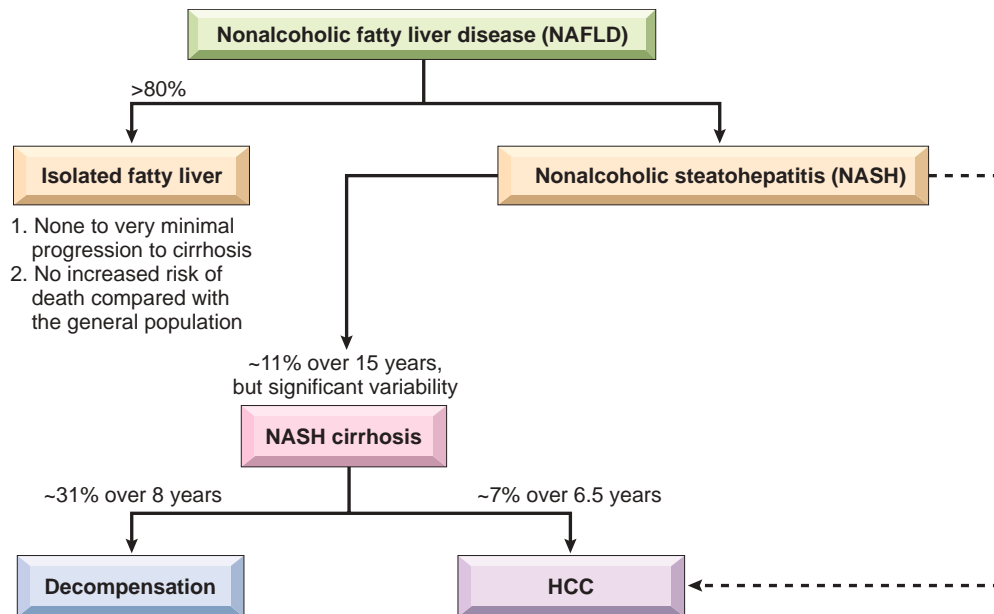 Nonalcoholic fatty liver disease (NAFLD)
>80%
Isolated fatty liver
Nonalcoholic steatohepatitis (NASH)
1. None to very minimal
progression to cirrhosis
2. No increased risk of
death compared with
the general population
~11% over 15 years,
but significant variability
NASH cirrhosis
~31% over 8 years
~7% over 6.5 years
Decompensation
HCC